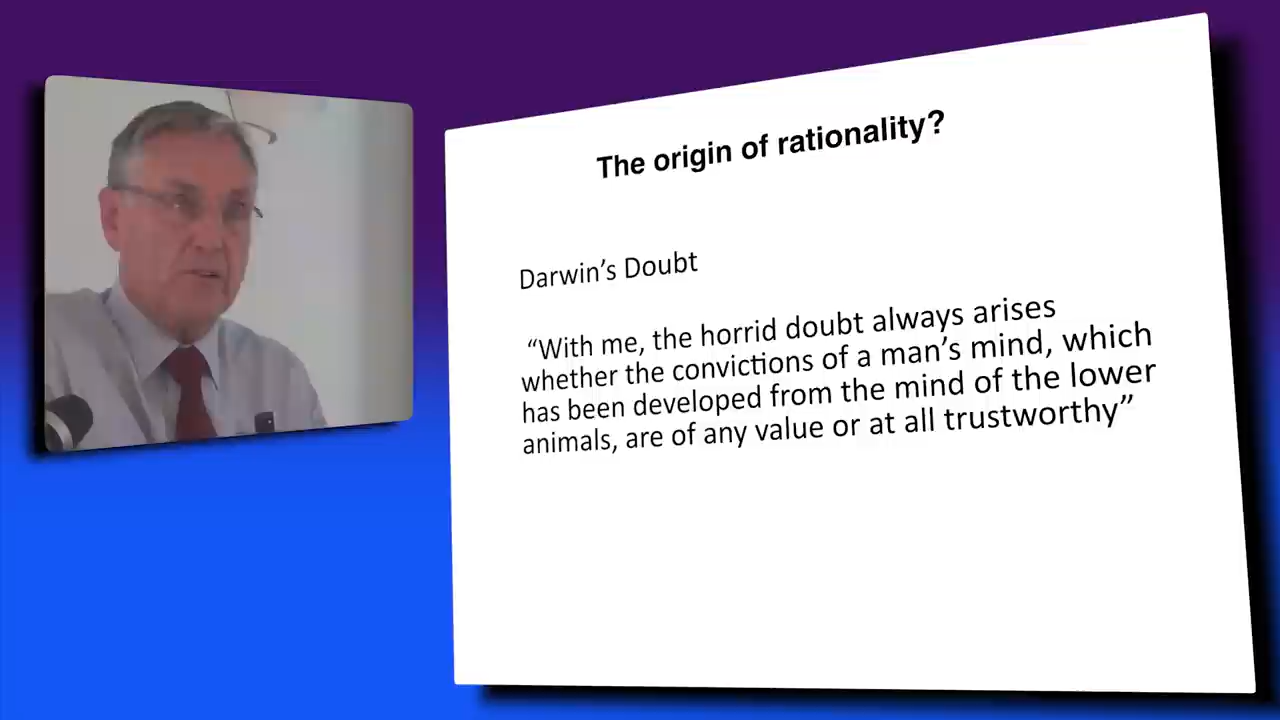 The origin of rationality?
Darwin’s Doubt
“With me, the horrid doubt always arises
whether the convictions of a man’s mind, which
has been developed from the mind of the lower
animals, are of any value or at all trustworthy”